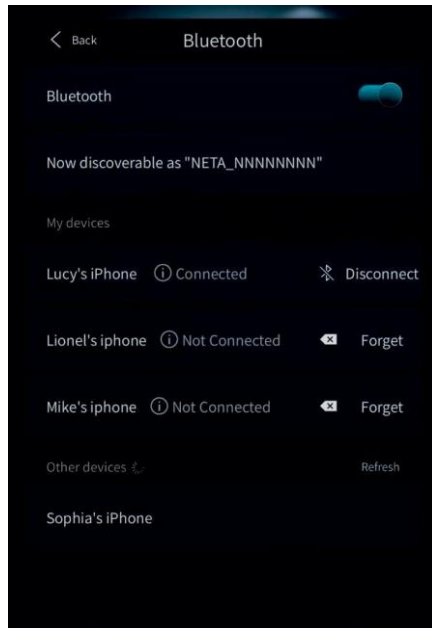 Back Bluetooth
Bluetooth
Now discoverable as "NETA_NNNNNNNN"
My devices
Lucy's iPhone Connected Disconnect
Lionel's iphone Not Connected Forget
Mike's iphone Not Connected Forget
Other devices Refresh
Sophia's iPhone